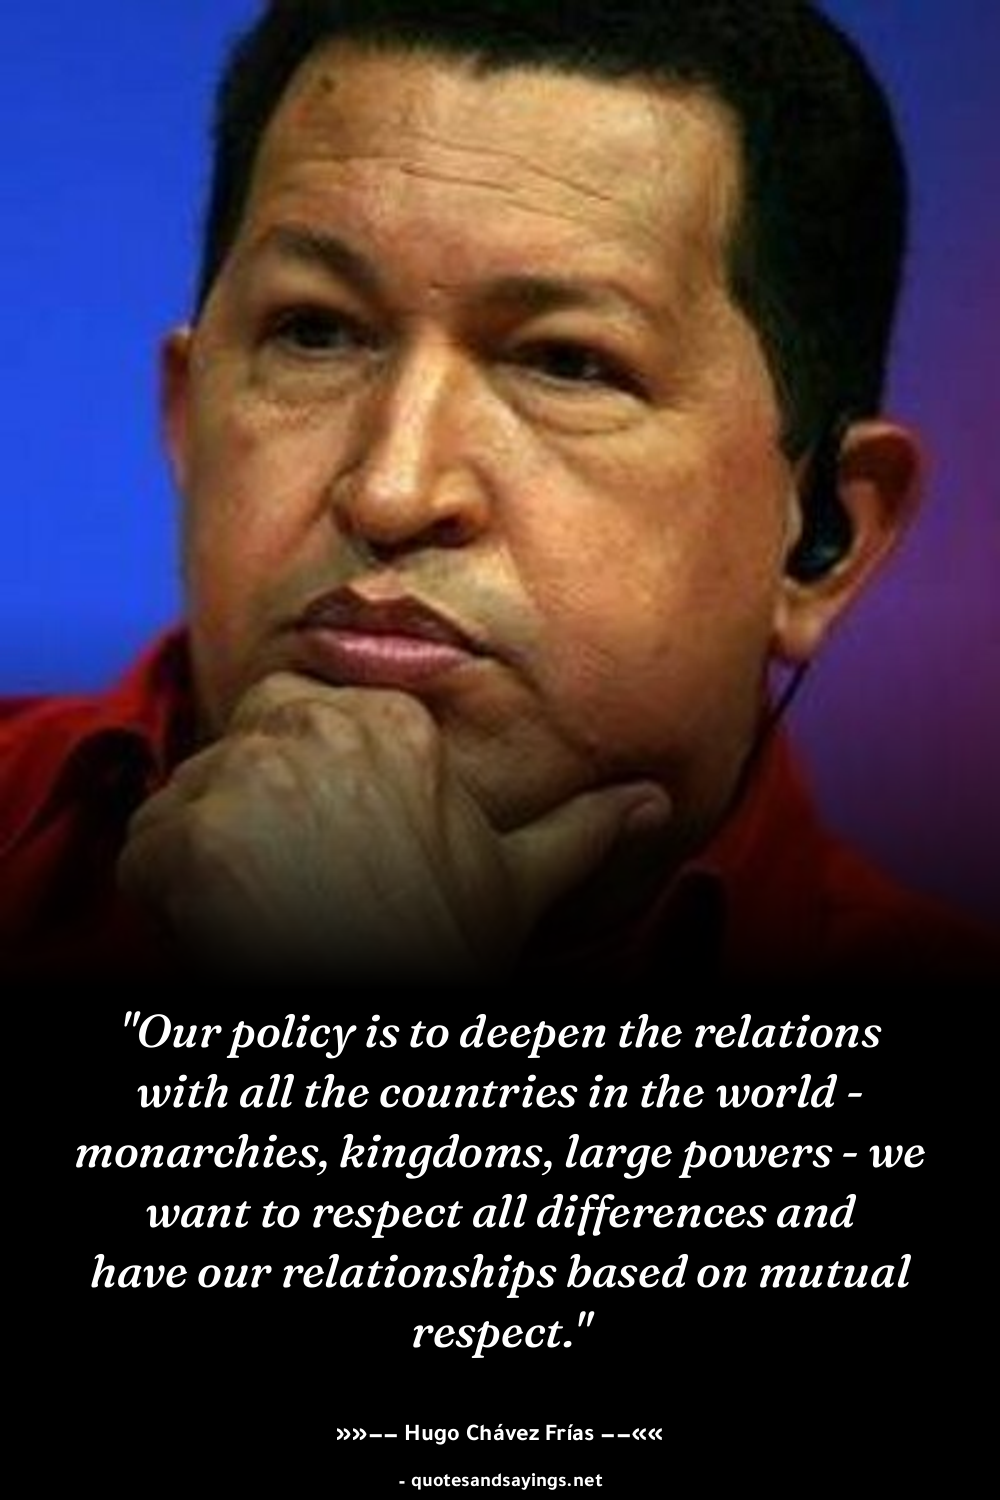 "Our policy is to deepen the relations
with all the countries in the world -
monarchies, kingdoms, large powers - we
want to respect all differences and
have our relationships based on mutual
respect."
»»–– Hugo Chávez Frías ––««
- quotesandsayings.net